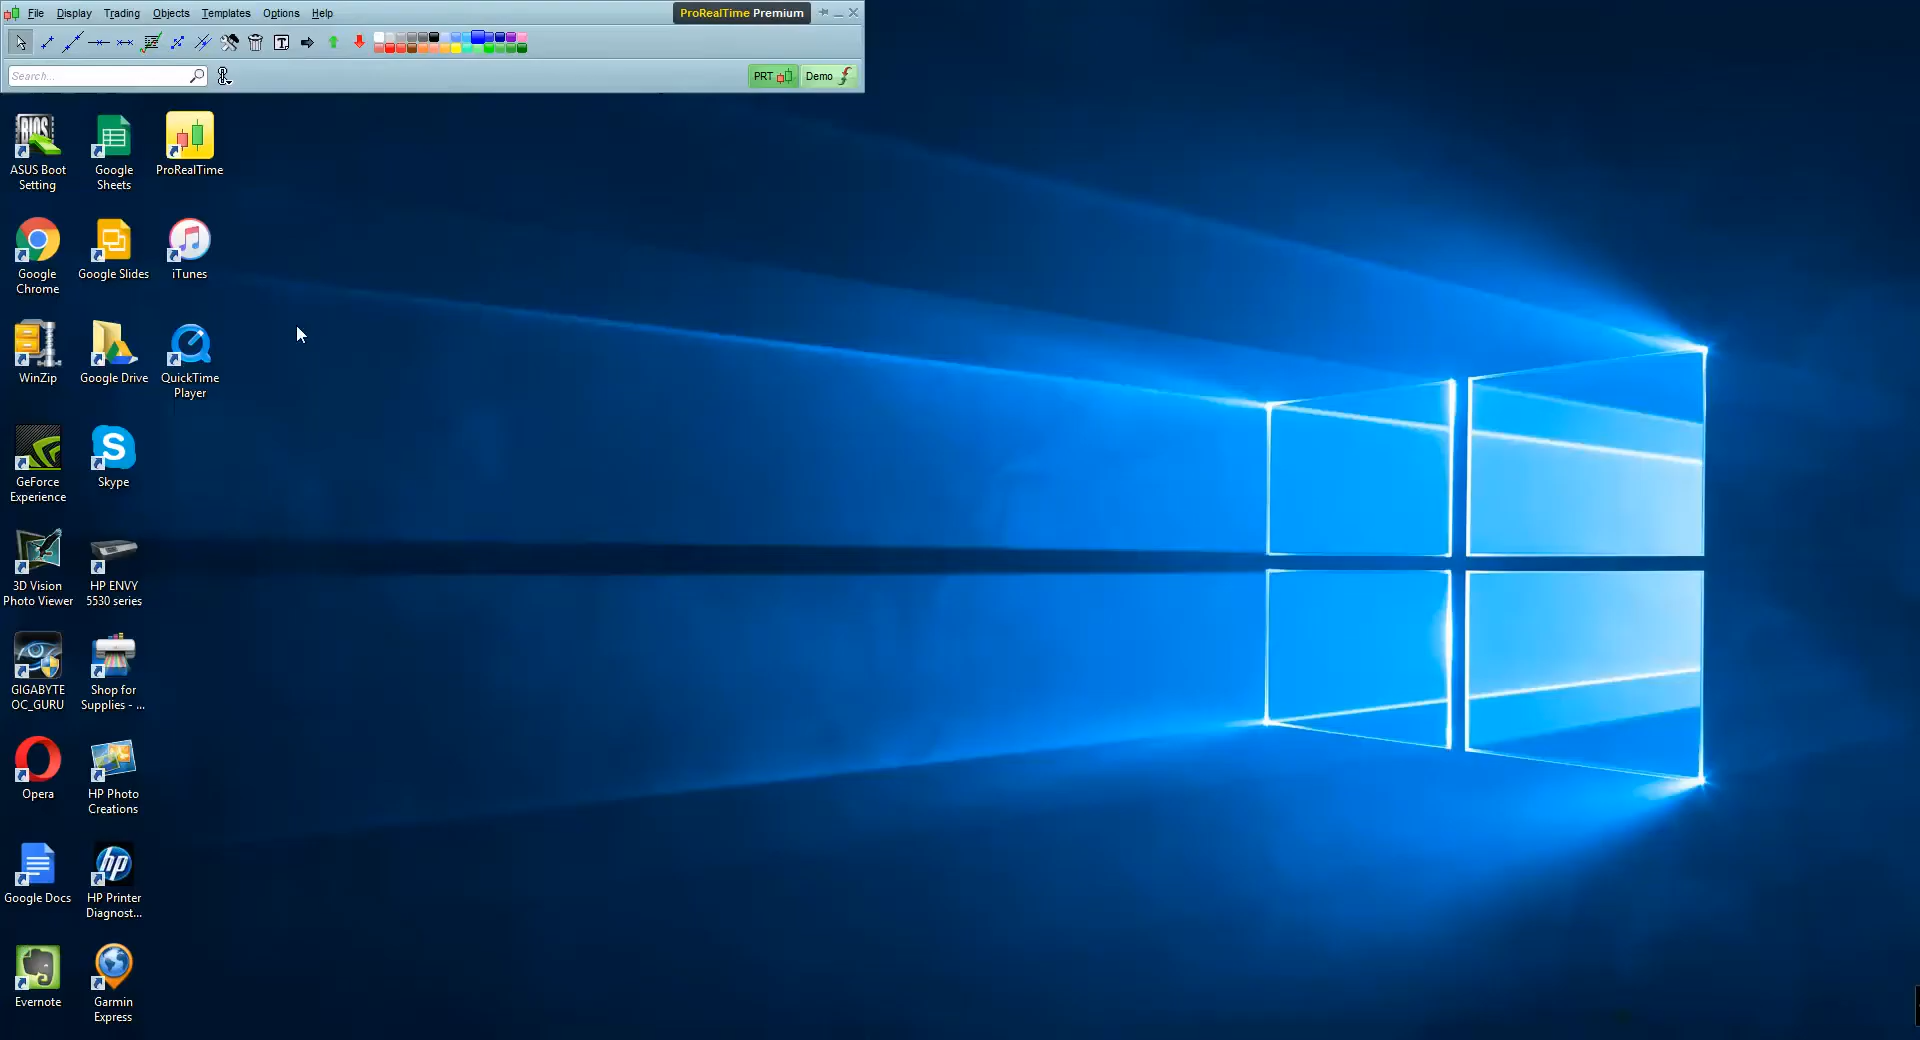 File Display Trading Objects Templates Options Help ProRealTime Premium
Search... PRT Demo
ASUS Boot Setting
Google Sheets
ProRealTime
Google Chrome
Google Slides
iTunes
WinZip
Google Drive
QuickTime Player
GeForce Experience
Skype
3D Vision Photo Viewer
HP ENVY 5530 series
GIGABYTE OC_GURU
Shop for Supplies - ...
Opera
HP Photo Creations
Google Docs
HP Printer Diagnost...
Evernote
Garmin Express